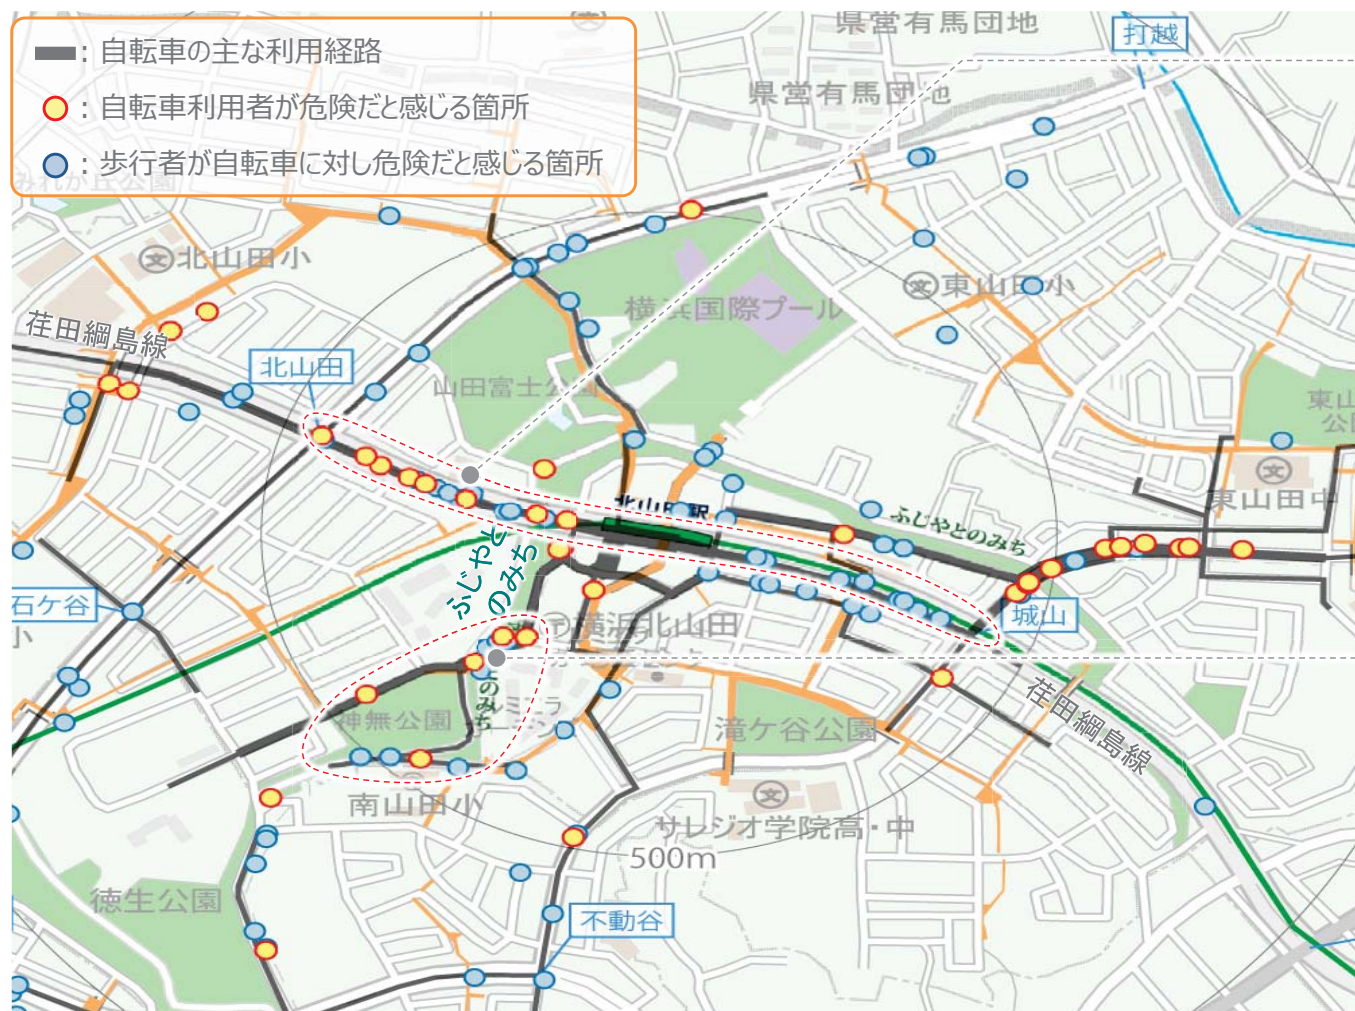 : 自転車の主な利用経路
: 自転車利用者が危険だと感じる箇所
: 歩行者が自転車に対し危険だと感じる箇所
県営有馬団地
打越
県営有馬団地
北山田小
東山田小
横浜国際プール
荏田綱島線
北山田
山田富士公園
東山
公
東山田中
北山田駅
ふじやとのみち
ふじやと
のみち
石ケ谷
小
城山
横浜北山田
とのみち
神無公園
荏田綱島線
滝ケ谷公園
南山田小
サレジオ学院高・中
500m
徳生公園
不動谷